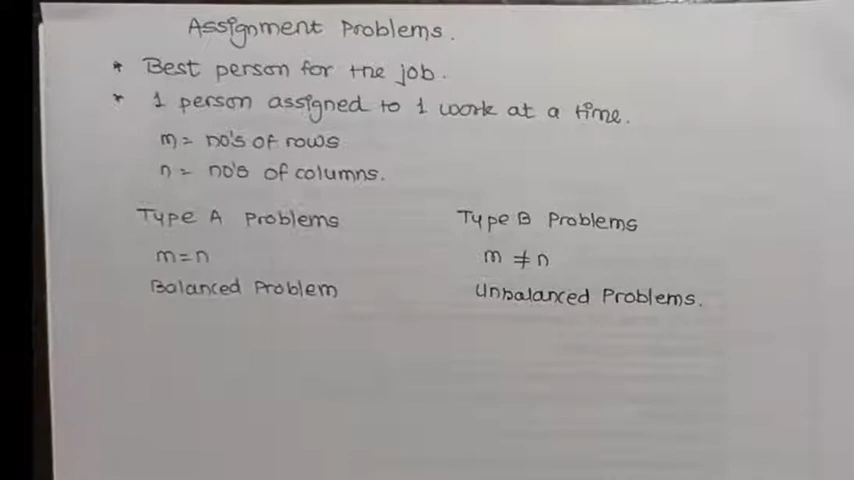 Assignment Problems.
* Best person for the job.
* 1 person assigned to 1 work at a time.
m = no's of rows
n = no's of columns.
Type A Problems
m=n
Balanced Problem
Type B Problems
m ≠ n
Unbalanced Problems.